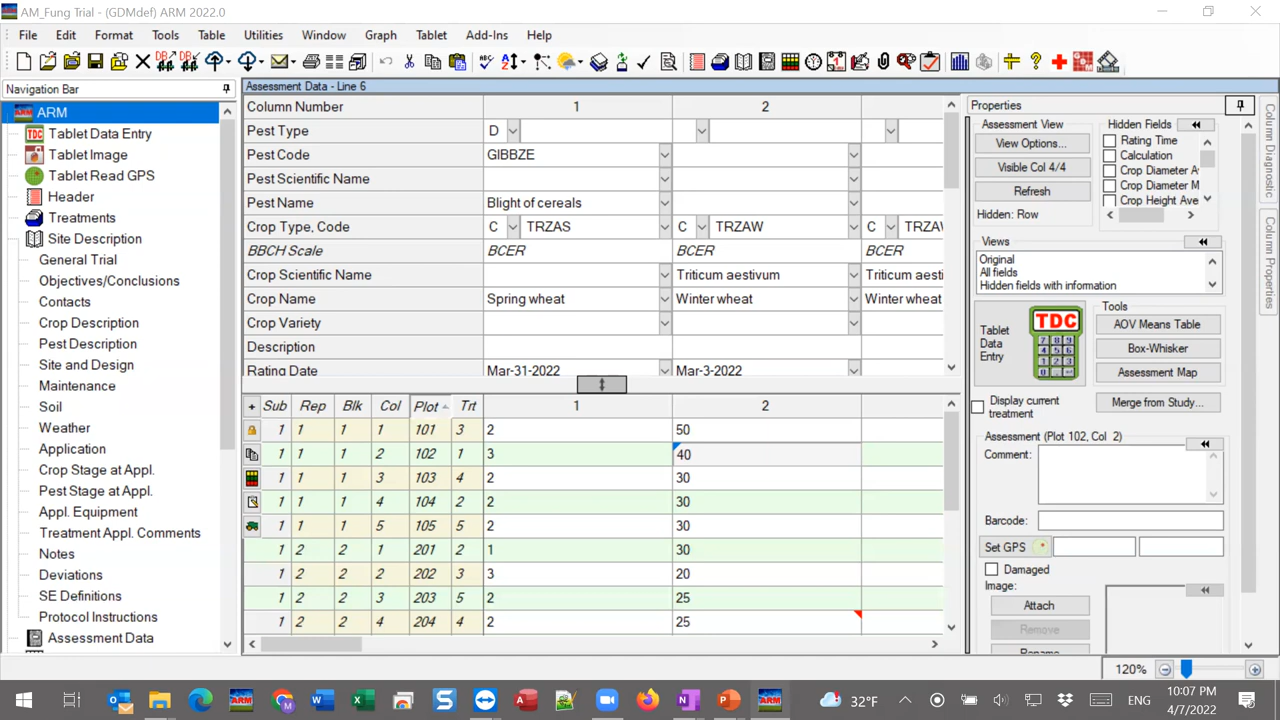 AM_Fung Trial - (GDMdef) ARM 2022.0
File Edit Format Tools Table Utilities Window Graph Tablet Add-Ins Help
Navigation Bar
ARM
TDC Tablet Data Entry
Tablet Image
Tablet Read GPS
Header
Treatments
Site Description
General Trial
Objectives/Conclusions
Contacts
Crop Description
Pest Description
Site and Design
Maintenance
Soil
Weather
Application
Crop Stage at Appl.
Pest Stage at Appl.
Appl. Equipment
Treatment Appl. Comments
Notes
Deviations
SE Definitions
Protocol Instructions
Assessment Data
Assessment Data - Line 6
Column Number 1 2
Pest Type D
Pest Code GIBBZE
Pest Scientific Name
Pest Name Blight of cereals
Crop Type, Code C TRZAS C TRZAW C TRZAW
BBCH Scale BCER BCER BCER
Crop Scientific Name Triticum aestivum Triticum aesti
Crop Name Spring wheat Winter wheat Winter wheat
Crop Variety
Description
Rating Date Mar-31-2022 Mar-3-2022
+ Sub Rep Blk Col Plot Trt 1 2
1 1 1 1 101 3 2 50
1 1 1 2 102 1 3 40
1 1 1 3 103 4 2 30
1 1 1 4 104 2 2 30
1 1 1 5 105 5 2 30
1 2 2 1 201 2 1 30
1 2 2 2 202 3 3 20
1 2 2 3 203 5 2 25
1 2 2 4 204 4 2 25
Properties
Assessment View
View Options...
Visible Col 4/4
Refresh
Hidden: Row
Hidden Fields
Rating Time
Calculation
Crop Diameter A
Crop Diameter M
Crop Height Ave
Views
Original
All fields
Hidden fields with information
Tablet
Data
Entry
TDC
Tools
AOV Means Table
Box-Whisker
Assessment Map
Display current
treatment
Merge from Study...
Assessment (Plot 102, Col 2)
Comment:
Barcode:
Set GPS
Damaged
Image:
Attach
Remove
Rename
Column Diagnostic
Column Properties
120%
32°F
ENG
10:07 PM
4/7/2022